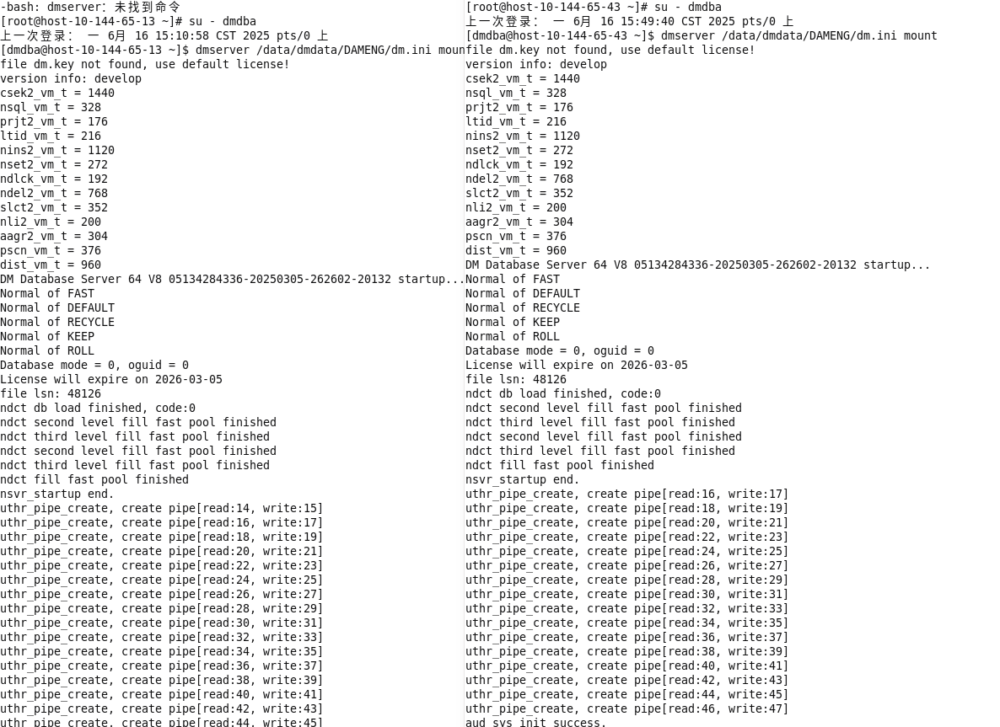 -bash: dmserver：未找到命令
[root@host-10-144-65-13 ~]# su - dmdba
上一次登录： 一 6月 16 15:10:58 CST 2025 pts/0 上
[dmdba@host-10-144-65-13 ~]$ dmserver /data/dmdata/DAMENG/dm.ini moun
file dm.key not found, use default license!
version info: develop
csek2_vm_t = 1440
nsql_vm_t = 328
prjt2_vm_t = 176
ltid_vm_t = 216
nins2_vm_t = 1120
nset2_vm_t = 272
ndlck_vm_t = 192
ndel2_vm_t = 768
slct2_vm_t = 352
nli2_vm_t = 200
aagr2_vm_t = 304
pscn_vm_t = 376
dist_vm_t = 960
DM Database Server 64 V8 05134284336-20250305-262602-20132 startup...
Normal of FAST
Normal of DEFAULT
Normal of RECYCLE
Normal of KEEP
Normal of ROLL
Database mode = 0, oguid = 0
License will expire on 2026-03-05
file lsn: 48126
ndct db load finished, code:0
ndct second level fill fast pool finished
ndct third level fill fast pool finished
ndct second level fill fast pool finished
ndct third level fill fast pool finished
ndct fill fast pool finished
nsvr_startup end.
uthr_pipe_create, create pipe[read:14, write:15]
uthr_pipe_create, create pipe[read:16, write:17]
uthr_pipe_create, create pipe[read:18, write:19]
uthr_pipe_create, create pipe[read:20, write:21]
uthr_pipe_create, create pipe[read:22, write:23]
uthr_pipe_create, create pipe[read:24, write:25]
uthr_pipe_create, create pipe[read:26, write:27]
uthr_pipe_create, create pipe[read:28, write:29]
uthr_pipe_create, create pipe[read:30, write:31]
uthr_pipe_create, create pipe[read:32, write:33]
uthr_pipe_create, create pipe[read:34, write:35]
uthr_pipe_create, create pipe[read:36, write:37]
uthr_pipe_create, create pipe[read:38, write:39]
uthr_pipe_create, create pipe[read:40, write:41]
uthr_pipe_create, create pipe[read:42, write:43]
uthr_pipe_create, create pipe[read:44, write:45]
[root@host-10-144-65-43 ~]# su - dmdba
上一次登录： 一 6月 16 15:49:40 CST 2025 pts/0 上
[dmdba@host-10-144-65-43 ~]$ dmserver /data/dmdata/DAMENG/dm.ini mount
file dm.key not found, use default license!
version info: develop
csek2_vm_t = 1440
nsql_vm_t = 328
prjt2_vm_t = 176
ltid_vm_t = 216
nins2_vm_t = 1120
nset2_vm_t = 272
ndlck_vm_t = 192
ndel2_vm_t = 768
slct2_vm_t = 352
nli2_vm_t = 200
aagr2_vm_t = 304
pscn_vm_t = 376
dist_vm_t = 960
DM Database Server 64 V8 05134284336-20250305-262602-20132 startup...
Normal of FAST
Normal of DEFAULT
Normal of RECYCLE
Normal of KEEP
Normal of ROLL
Database mode = 0, oguid = 0
License will expire on 2026-03-05
file lsn: 48126
ndct db load finished, code:0
ndct second level fill fast pool finished
ndct third level fill fast pool finished
ndct second level fill fast pool finished
ndct third level fill fast pool finished
ndct fill fast pool finished
nsvr_startup end.
uthr_pipe_create, create pipe[read:16, write:17]
uthr_pipe_create, create pipe[read:18, write:19]
uthr_pipe_create, create pipe[read:20, write:21]
uthr_pipe_create, create pipe[read:22, write:23]
uthr_pipe_create, create pipe[read:24, write:25]
uthr_pipe_create, create pipe[read:26, write:27]
uthr_pipe_create, create pipe[read:28, write:29]
uthr_pipe_create, create pipe[read:30, write:31]
uthr_pipe_create, create pipe[read:32, write:33]
uthr_pipe_create, create pipe[read:34, write:35]
uthr_pipe_create, create pipe[read:36, write:37]
uthr_pipe_create, create pipe[read:38, write:39]
uthr_pipe_create, create pipe[read:40, write:41]
uthr_pipe_create, create pipe[read:42, write:43]
uthr_pipe_create, create pipe[read:44, write:45]
uthr_pipe_create, create pipe[read:46, write:47]
aud sys init success.